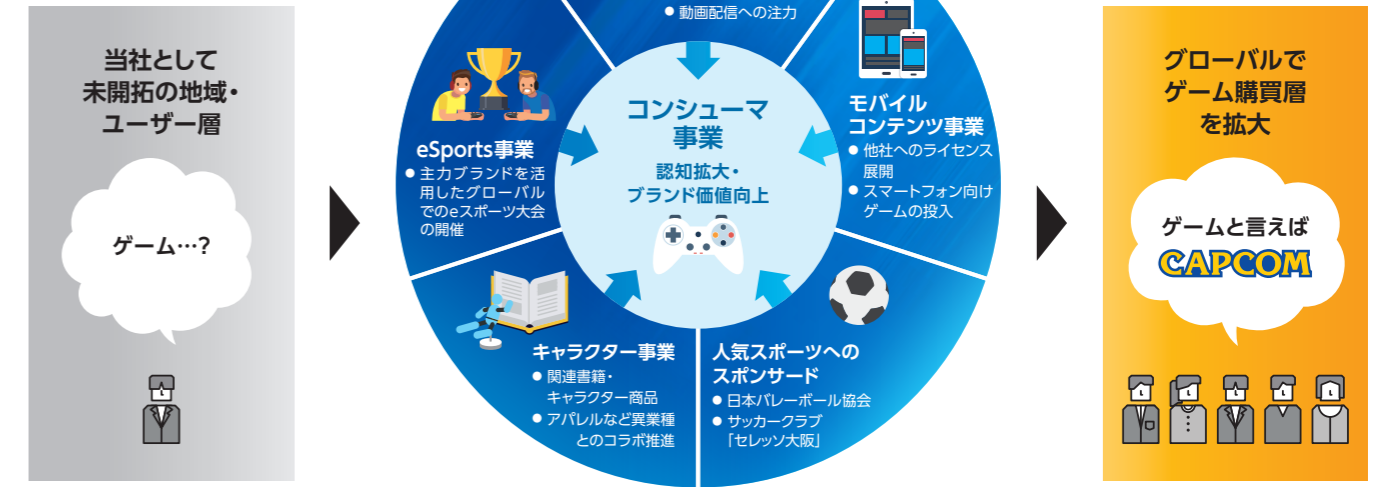 当社として
未開拓の地域・
ユーザー層
ゲーム…?
● 動画配信への注力
eSports事業
● 主力ブランドを活
用したグローバル
でのeスポーツ大会
の開催
コンシューマ
事業
認知拡大・
ブランド価値向上
モバイル
コンテンツ事業
● 他社へのライセンス
展開
● スマートフォン向け
ゲームの投入
キャラクター事業
● 関連書籍・
キャラクター商品
● アパレルなど異業種
とのコラボ推進
人気スポーツへの
スポンサード
● 日本バレーボール協会
● サッカークラブ
「セレッソ大阪」
グローバルで
ゲーム購買層
を拡大
ゲームと言えば
CAPCOM